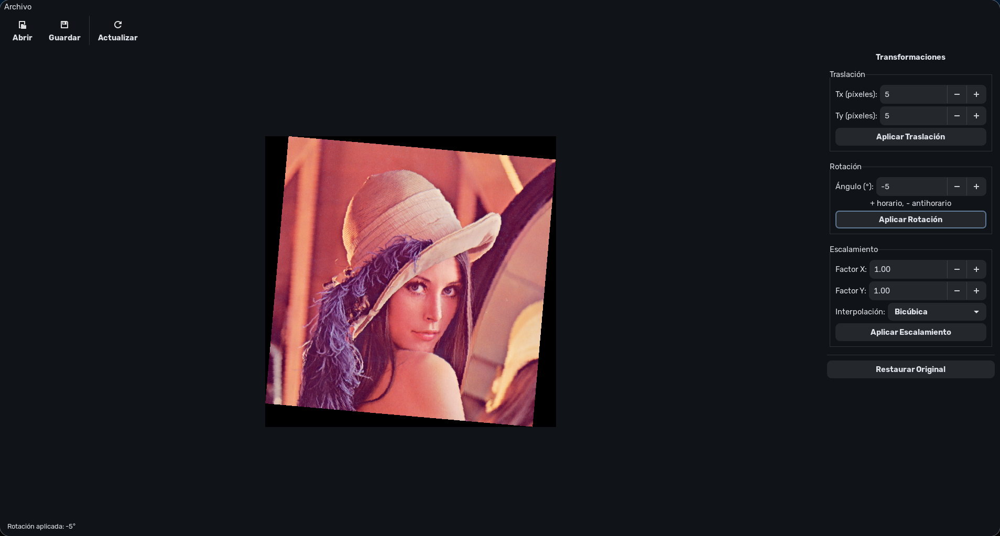 Archivo
Abrir
Guardar
Actualizar
Transformaciones
Traslación
Tx (píxeles): 5
Ty (píxeles): 5
Aplicar Traslación
Rotación
Ángulo (°): -5
+ horario, - antihorario
Aplicar Rotación
Escalamiento
Factor X: 1.00
Factor Y: 1.00
Interpolación: Bicúbica
Aplicar Escalamiento
Restaurar Original
Rotación aplicada: -5°